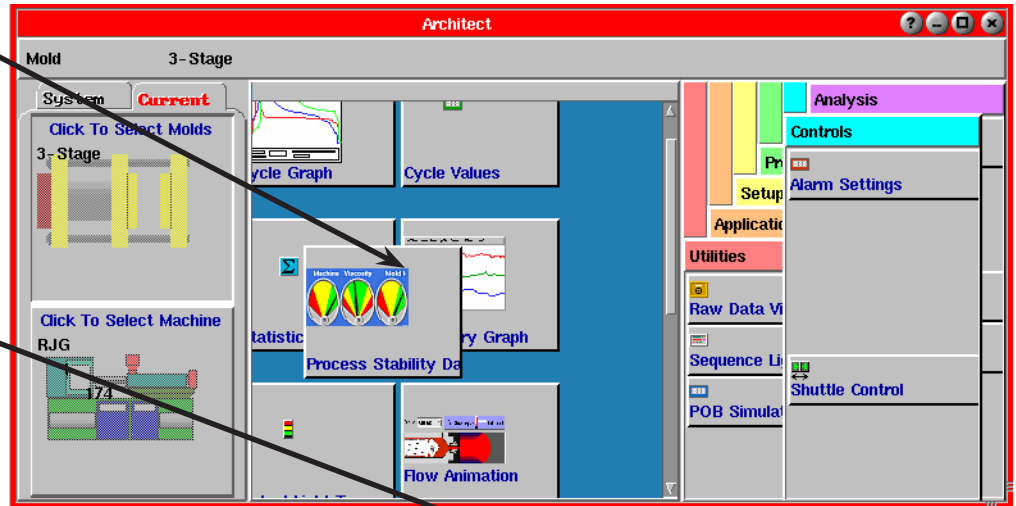 Architect
Mold 3-Stage
System Current
Click To Select Molds
3-Stage
Click To Select Machine
RJG
174
ycle Graph
Cycle Values
tatistic
ry Graph
Machine Viscosity Mold
Process Stability Da
Flow Animation
Analysis
Controls
Alarm Settings
Shuttle Control
Pr
Setup
Applicatio
Utilities
Raw Data Vi
Sequence Li
POB Simulat